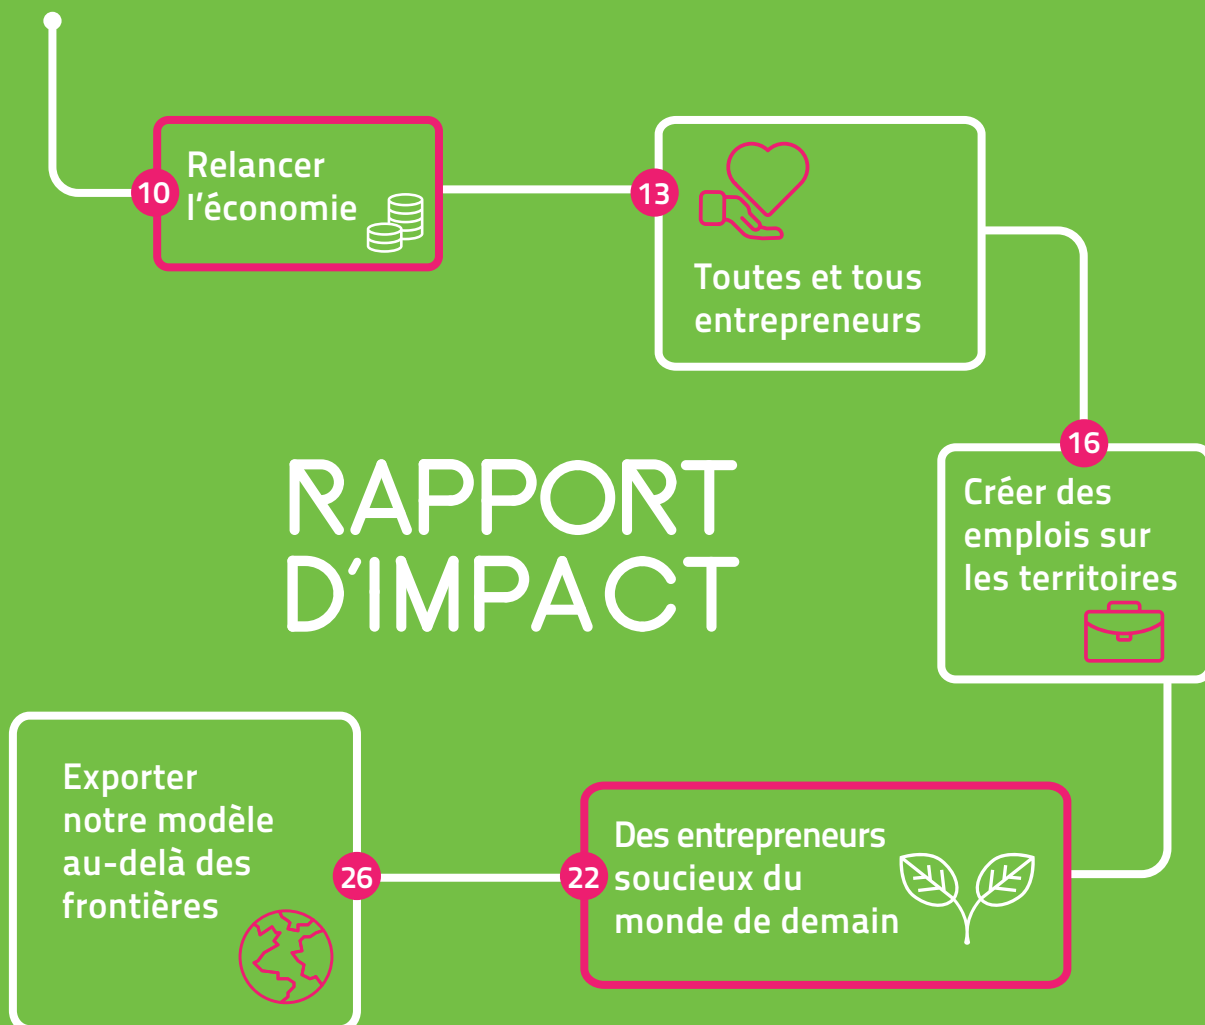 10
Relancer
l'économie
13
Toutes et tous
entrepreneurs
16
Créer des
emplois sur
les territoires
RAPPORT
D'IMPACT
22
Des entrepreneurs
soucieux du
monde de demain
26
Exporter
notre modèle
au-delà des
frontières